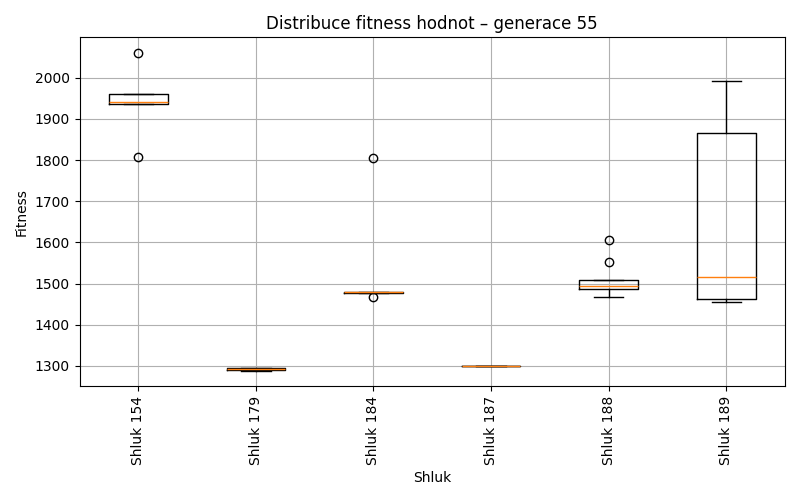 Distribuce fitness hodnot – generace 55
Fitness
2000
1900
1800
1700
1600
1500
1400
1300
Shluk 154
Shluk 179
Shluk 184
Shluk 187
Shluk 188
Shluk 189
Shluk